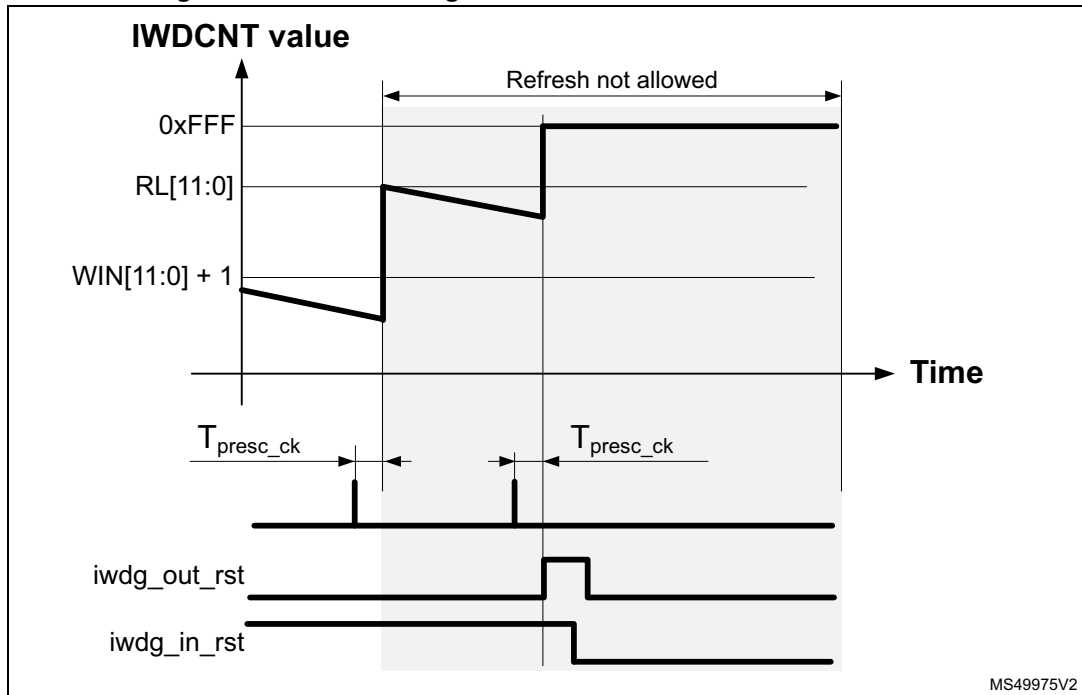 IWDCNT value
Refresh not allowed
0xFFF
RL[11:0]
WIN[11:0] + 1
Time
Tpresc_ck
Tpresc_ck
iwdg_out_rst
iwdg_in_rst
MS49975V2